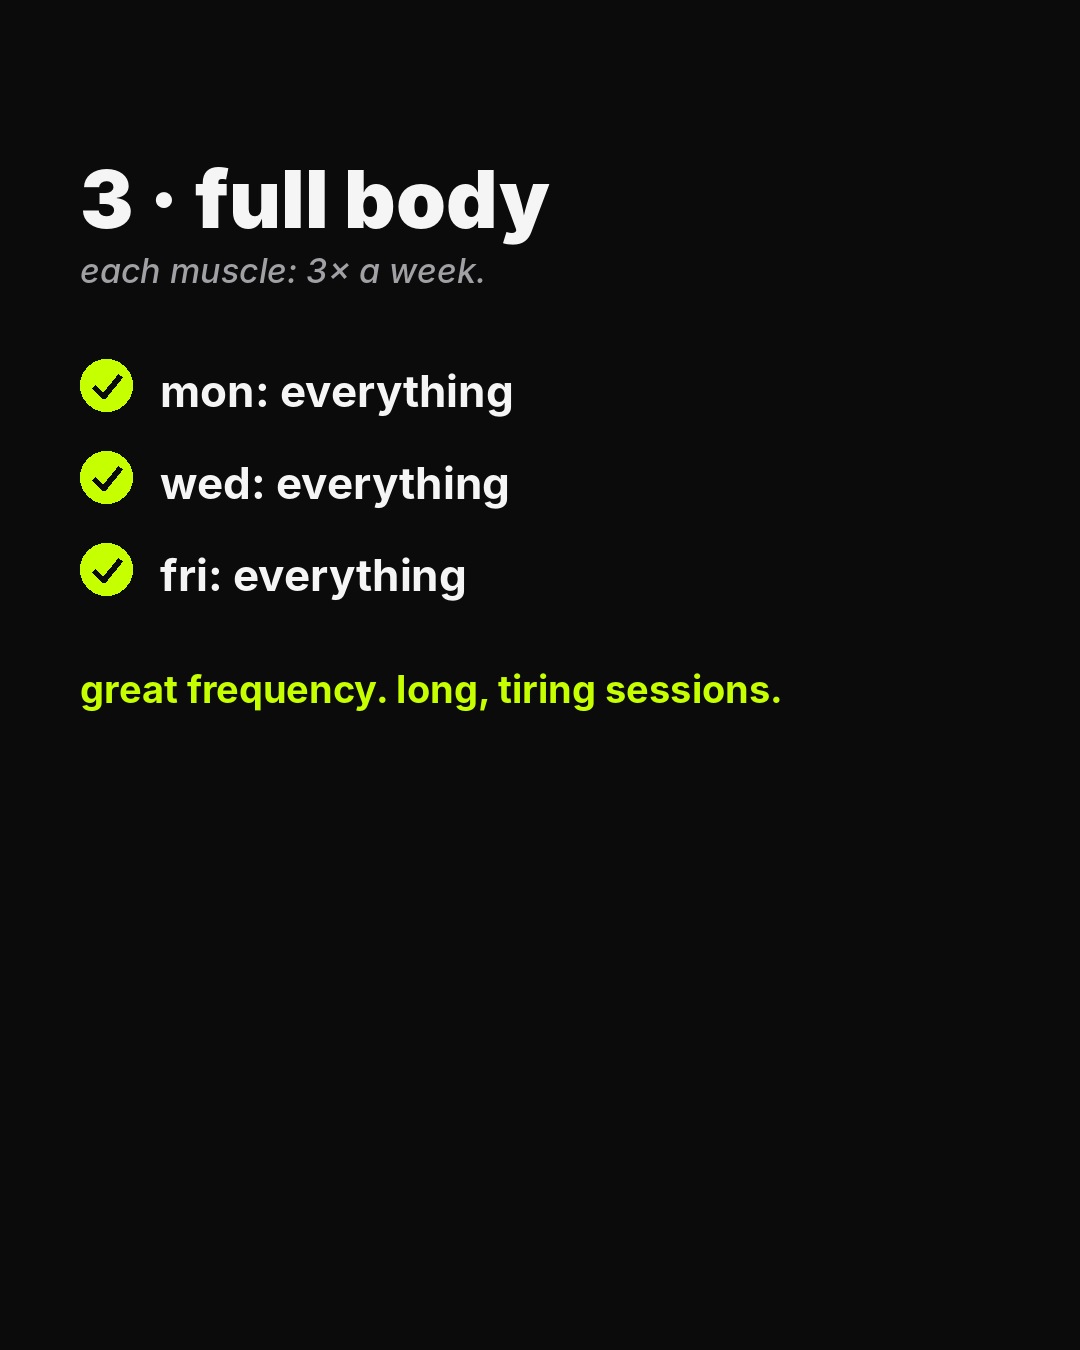 3 · full body
each muscle: 3× a week.
mon: everything
wed: everything
fri: everything
great frequency. long, tiring sessions.